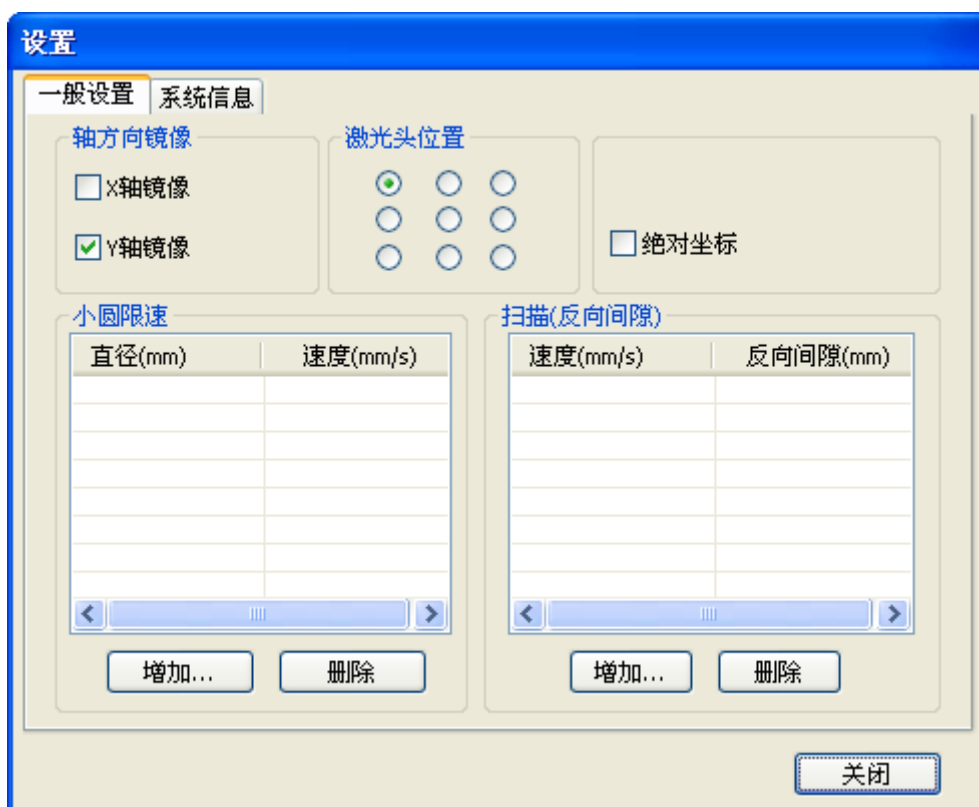 设置
一般设置 系统信息
轴方向镜像 激光头位置
X轴镜像
Y轴镜像 绝对坐标
小圆限速 扫描(反向间隙)
直径(mm) 速度(mm/s) 速度(mm/s) 反向间隙(mm)
增加... 删除 增加... 删除
关闭